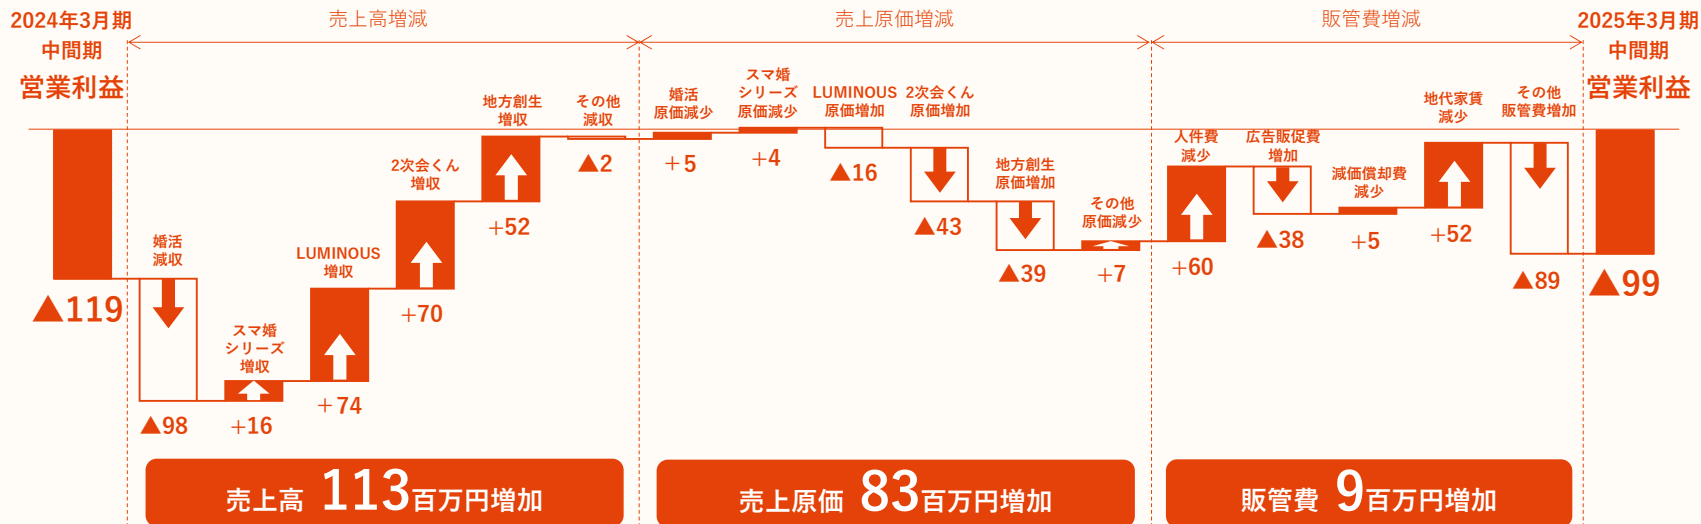 2024年3月期
中間期
営業利益
売上高増減
売上原価増減
販管費増減
2025年3月期
中間期
営業利益
▲119
婚活
減収
▲98
スマ婚
シリーズ
増収
+16
LUMINOUS
増収
+74
2次会くん
増収
+70
地方創生
増収
+52
その他
減収
▲2
婚活
原価減少
+5
スマ婚
シリーズ
原価減少
+4
LUMINOUS
原価増加
▲16
2次会くん
原価増加
▲43
地方創生
原価増加
▲39
その他
原価減少
+7
人件費
減少
+60
広告販促費
増加
▲38
減価償却費
減少
+5
地代家賃
減少
+52
その他
販管費増加
▲89
▲99
売上高 113百万円増加
売上原価 83百万円増加
販管費 9百万円増加